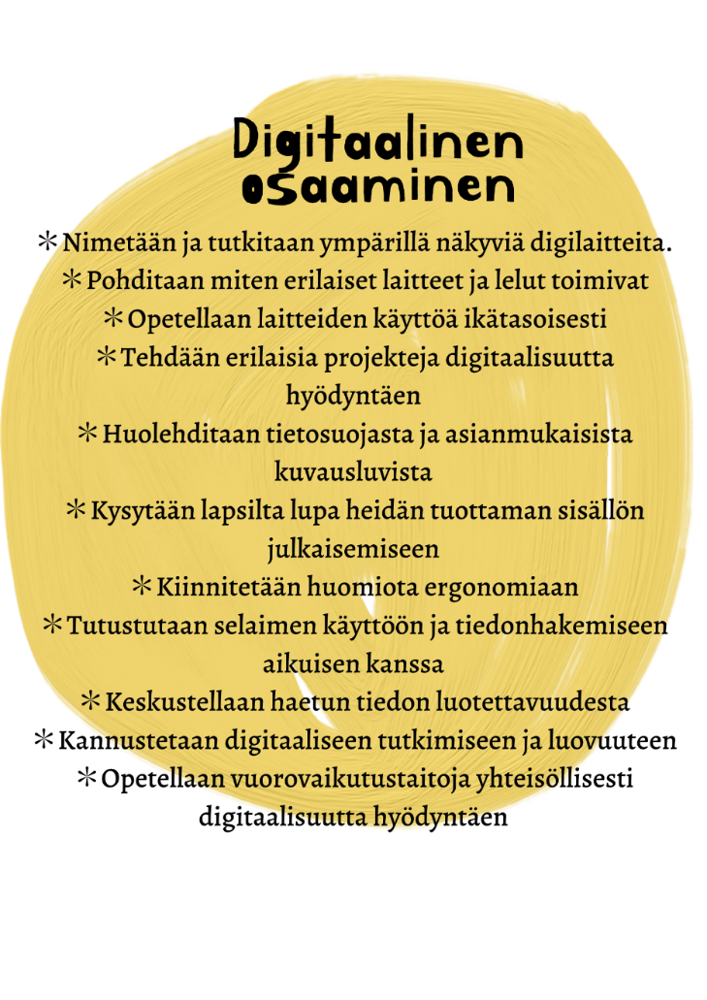 Digitaalinen
osaaminen
✲ Nimetään ja tutkitaan ympärillä näkyviä digilaitteita.
✲ Pohditaan miten erilaiset laitteet ja lelut toimivat
✲ Opetellaan laitteiden käyttöä ikätasoisesti
✲ Tehdään erilaisia projekteja digitaalisuutta
hyödyntäen
✲ Huolehditaan tietosuojasta ja asianmukaisista
kuvausluvista
✲ Kysytään lapsilta lupa heidän tuottaman sisällön
julkaisemiseen
✲ Kiinnitetään huomiota ergonomiaan
✲ Tutustutaan selaimen käyttöön ja tiedonhakemiseen
aikuisen kanssa
✲ Keskustellaan haetun tiedon luotettavuudesta
✲ Kannustetaan digitaaliseen tutkimiseen ja luovuuteen
✲ Opetellaan vuorovaikutustaitoja yhteisöllisesti
digitaalisuutta hyödyntäen